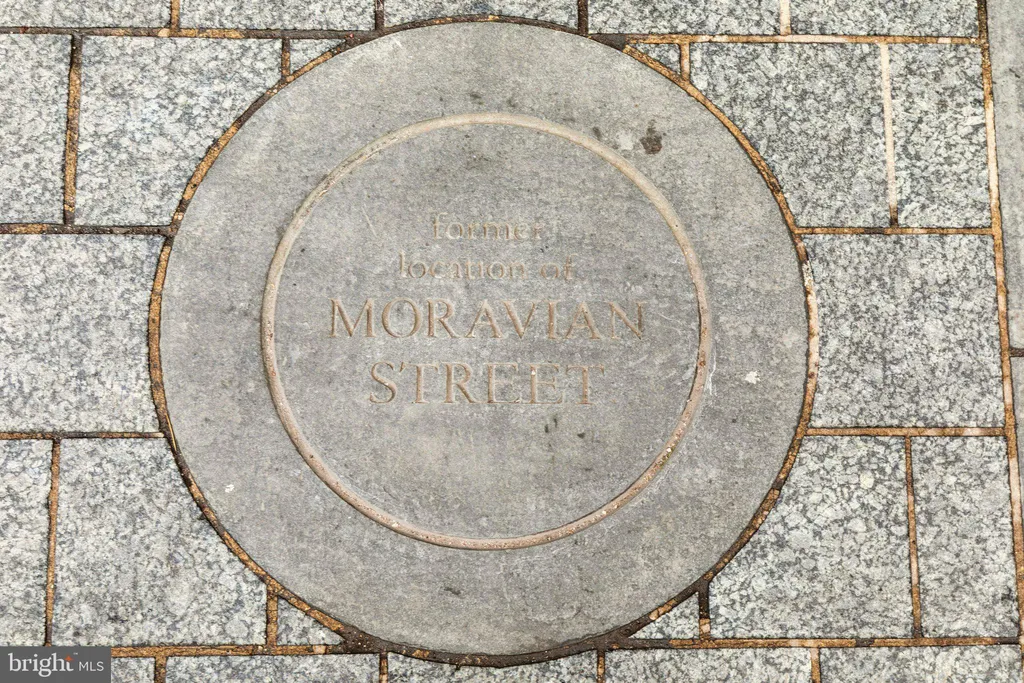 former
location of
MORAVIAN
STREET
bright MLS